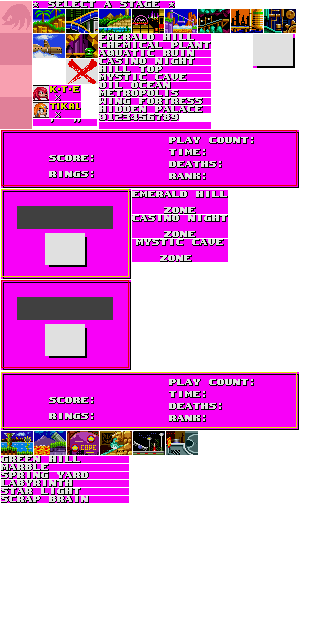 * SELECT A STAGE *
EMERALD HILL
CHEMICAL PLANT
AQUATIC RUIN
CASINO NIGHT
HILL TOP
MYSTIC CAVE
OIL OCEAN
METROPOLIS
WING FORTRESS
HIDDEN PALACE
0123456789
K·T·E
×
TIKAL
×
' "
PLAY COUNT:
SCORE:
TIME:
DEATHS:
RINGS:
RANK:
EMERALD HILL
ZONE
CASINO NIGHT
ZONE
MYSTIC CAVE
ZONE
PLAY COUNT:
SCORE:
TIME:
DEATHS:
RINGS:
RANK:
GREEN HILL
MARBLE
SPRING YARD
LABYRINTH
STAR LIGHT
SCRAP BRAIN